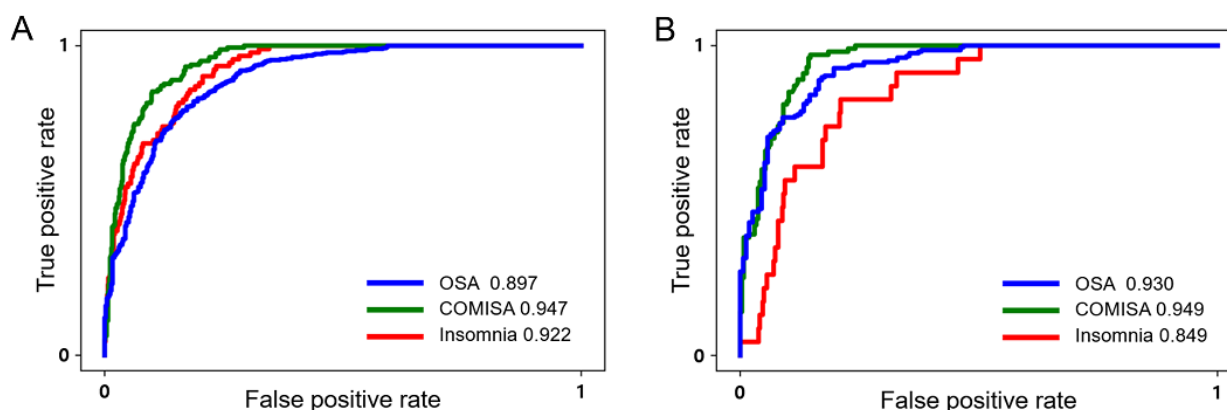 A
True positive rate
1
0
OSA 0.897
COMISA 0.947
Insomnia 0.922
0
1
False positive rate
B
True positive rate
1
0
OSA 0.930
COMISA 0.949
Insomnia 0.849
0
1
False positive rate